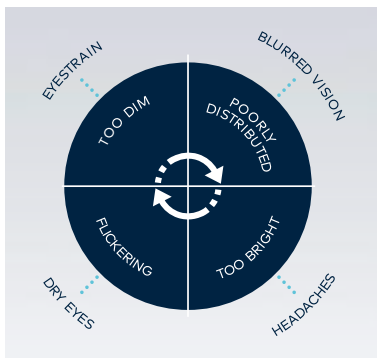 EYESTRAIN
BLURRED VISION
TOO DIM
POORLY
DISTRIBUTED
FLICKERING
TOO BRIGHT
DRY EYES
HEADACHES